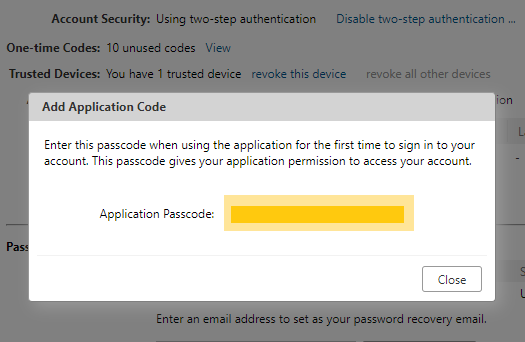 Account Security: Using two-step authentication Disable two-step authentication ...
One-time Codes: 10 unused codes View
Trusted Devices: You have 1 trusted device revoke this device revoke all other devices
Add Application Code
Enter this passcode when using the application for the first time to sign in to your
account. This passcode gives your application permission to access your account.
Application Passcode:
Close
Enter an email address to set as your password recovery email.